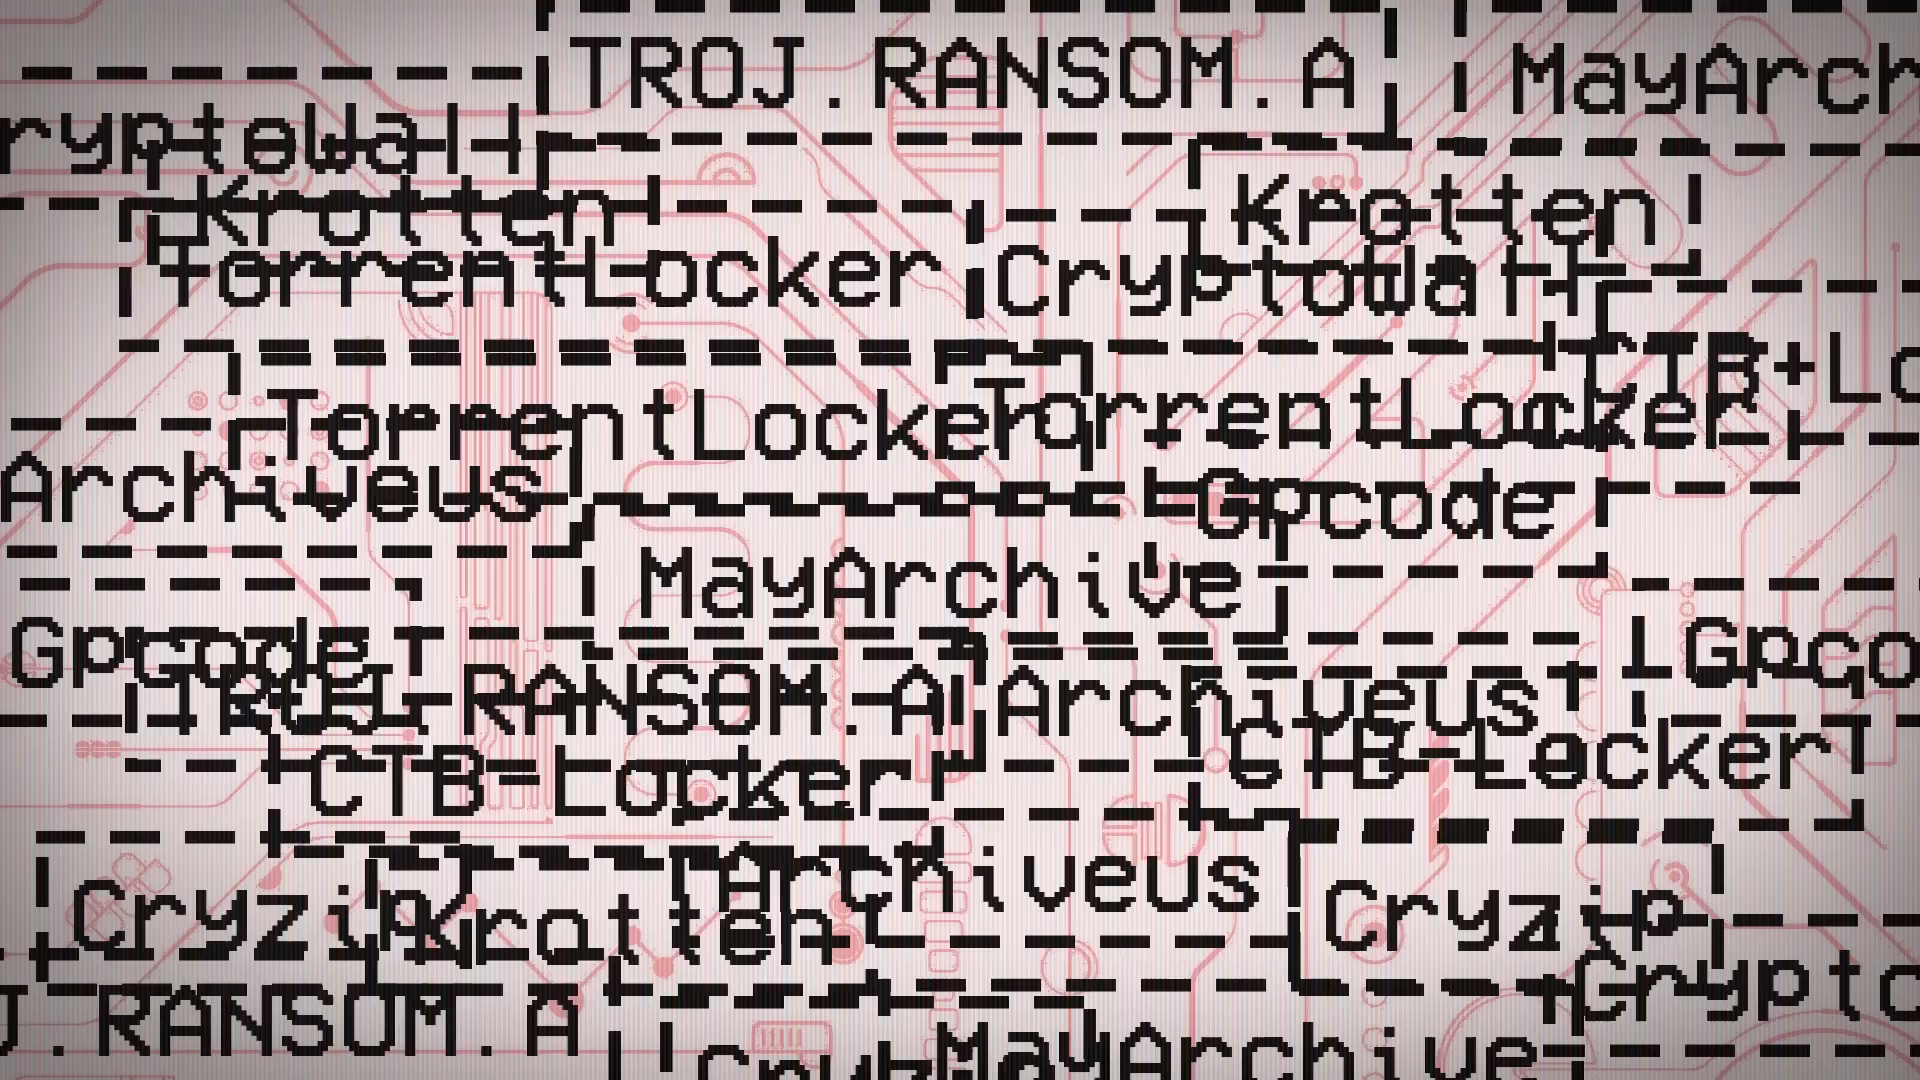 TROJ.RANSOM.A
MayArch
ryptowall
Krotten
Krotten
TorrentLocker
Cryptowall
CTB+Lo
TorrentLocker
TorrentLocker
Archiveus
Gpcode
MayArchive
Gpcode
Gpco
TROJ.RANSOM.A
Archiveus
CTB-Locker
CTB-Locker
Archiveus
Cryzip
Krotten
Cryzip
Crypto
J.RANSOM.A
MayArchive